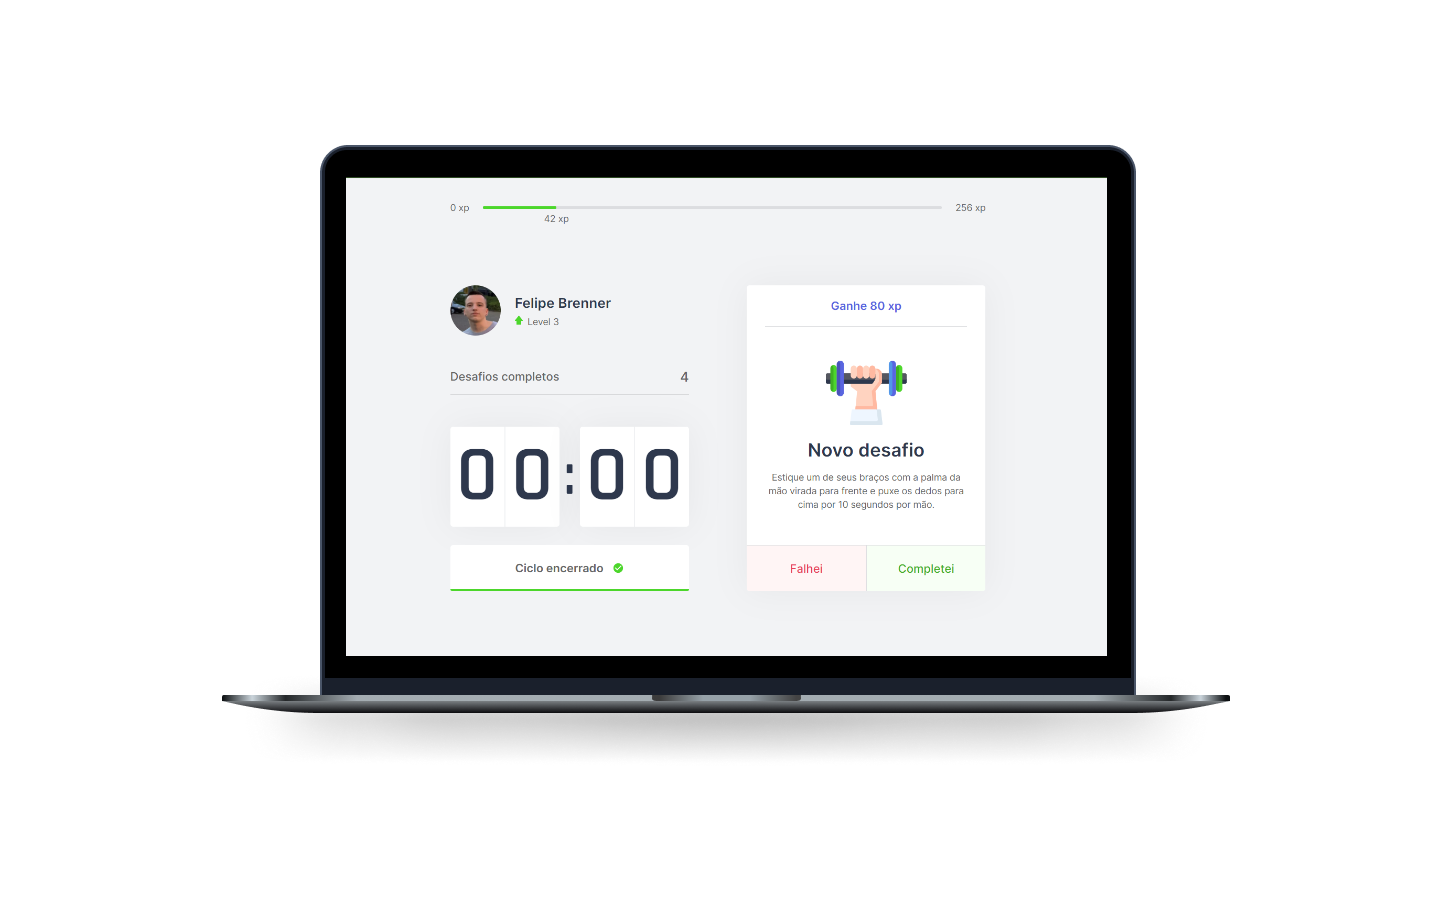 0 xp
42 xp
256 xp
Felipe Brenner
Level 3
Desafios completos 4
00:00
Ciclo encerrado
Ganhe 80 xp
Novo desafio
Estique um de seus braços com a palma da
mão virada para frente e puxe os dedos para
cima por 10 segundos por mão.
Falhei
Completei